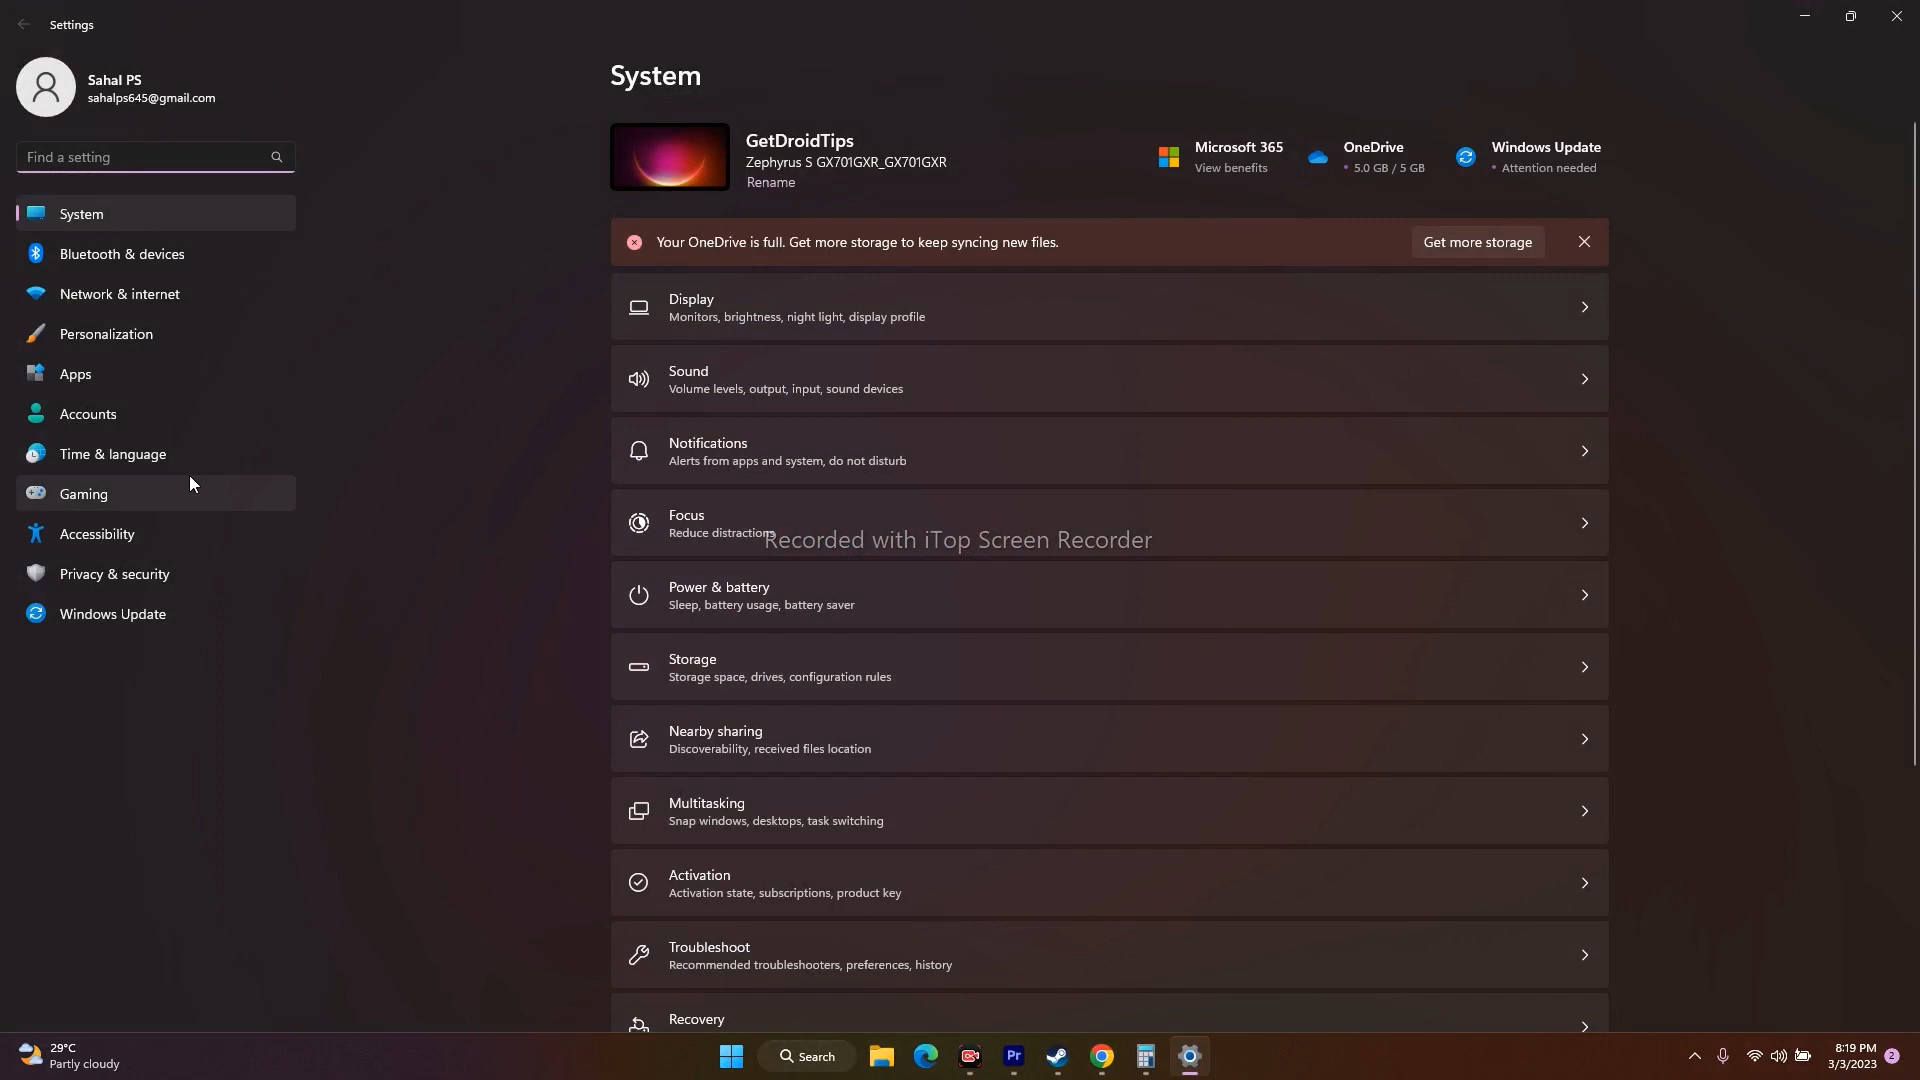 Settings
Sahal PS
sahalps645@gmail.com
Find a setting
System
Bluetooth & devices
Network & internet
Personalization
Apps
Accounts
Time & language
Gaming
Accessibility
Privacy & security
Windows Update
System
GetDroidTips
Zephyrus S GX701GXR_GX701GXR
Rename
Microsoft 365
View benefits
OneDrive
• 5.0 GB / 5 GB
Windows Update
• Attention needed
Your OneDrive is full. Get more storage to keep syncing new files.
Get more storage
Display
Monitors, brightness, night light, display profile
Sound
Volume levels, output, input, sound devices
Notifications
Alerts from apps and system, do not disturb
Focus
Reduce distractions
Recorded with iTop Screen Recorder
Power & battery
Sleep, battery usage, battery saver
Storage
Storage space, drives, configuration rules
Nearby sharing
Discoverability, received files location
Multitasking
Snap windows, desktops, task switching
Activation
Activation state, subscriptions, product key
Troubleshoot
Recommended troubleshooters, preferences, history
Recovery
29°C
Partly cloudy
Search
Pr
8:19 PM
3/3/2023
2